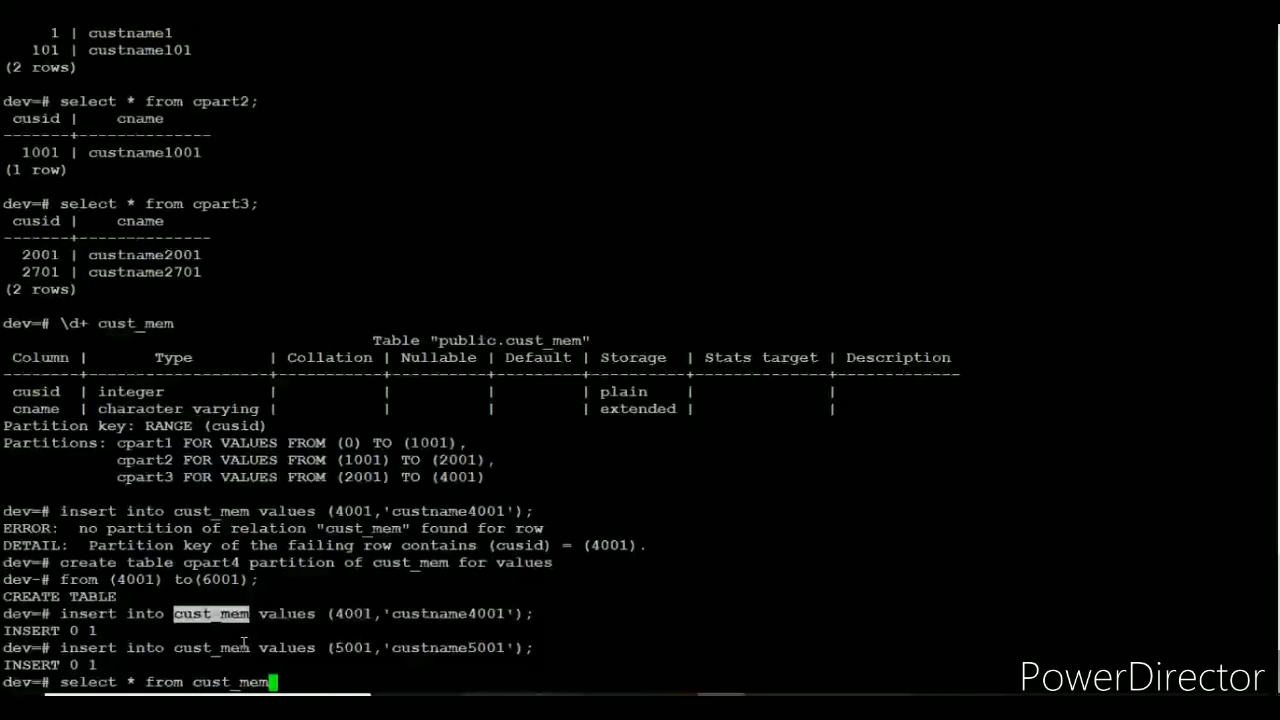 1 | custname1
101 | custname101
(2 rows)
dev=# select * from cpart2;
cusid | cname
-------+--------------
1001 | custname1001
(1 row)
dev=# select * from cpart3;
cusid | cname
-------+--------------
2001 | custname2001
2701 | custname2701
(2 rows)
dev=# \d+ cust_mem
Table "public.cust_mem"
Column | Type | Collation | Nullable | Default | Storage | Stats target | Description
--------+-------------------+-----------+----------+---------+----------+--------------+-------------
cusid | integer | | | | plain | |
cname | character varying | | | | extended | |
Partition key: RANGE (cusid)
Partitions: cpart1 FOR VALUES FROM (0) TO (1001),
cpart2 FOR VALUES FROM (1001) TO (2001),
cpart3 FOR VALUES FROM (2001) TO (4001)
dev=# insert into cust_mem values (4001,'custname4001');
ERROR: no partition of relation "cust_mem" found for row
DETAIL: Partition key of the failing row contains (cusid) = (4001).
dev=# create table cpart4 partition of cust_mem for values
dev-# from (4001) to(6001);
CREATE TABLE
dev=# insert into cust_mem values (4001,'custname4001');
INSERT 0 1
dev=# insert into cust_mem values (5001,'custname5001');
INSERT 0 1
dev=# select * from cust_mem
PowerDirector